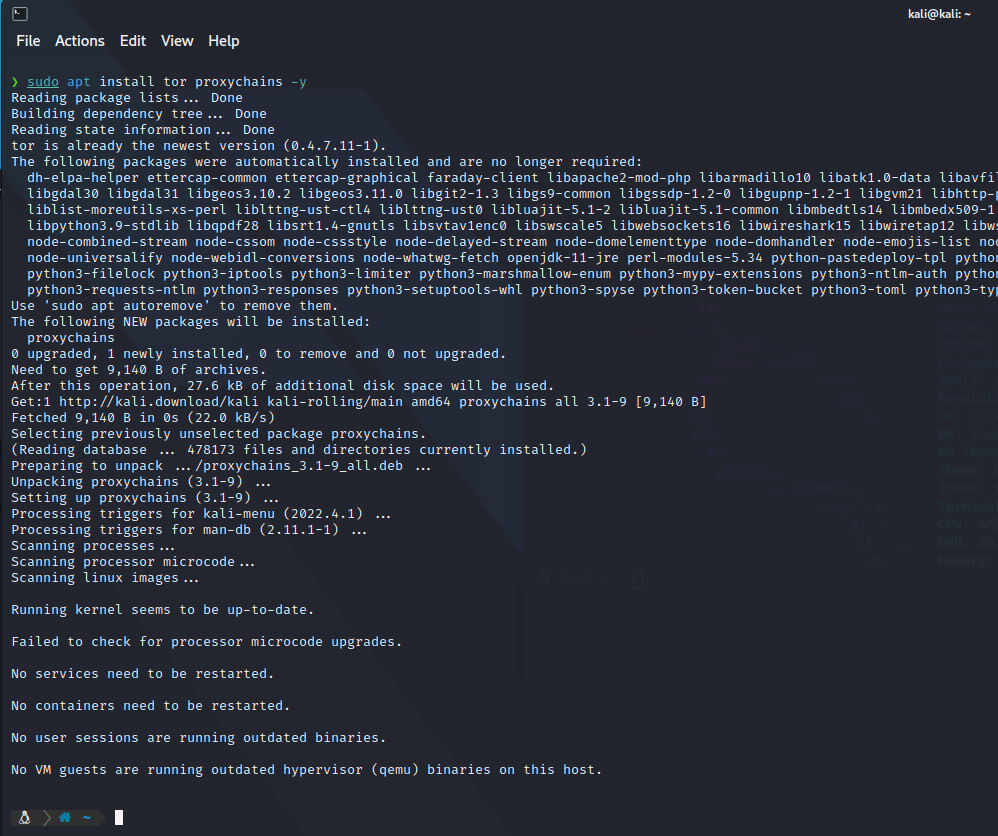 kali@kali: ~
File Actions Edit View Help
❯ sudo apt install tor proxychains -y
Reading package lists... Done
Building dependency tree... Done
Reading state information... Done
tor is already the newest version (0.4.7.11-1).
The following packages were automatically installed and are no longer required:
dh-elpa-helper ettercap-common ettercap-graphical faraday-client libapache2-mod-php libarmadillo10 libatk1.0-data libavfil
libgdal30 libgdal31 libgeos3.10.2 libgeos3.11.0 libgit2-1.3 libgs9-common libgssdp-1.2-0 libgupnp-1.2-1 libgvm21 libhttp-p
liblist-moreutils-xs-perl liblttng-ust-ctl4 liblttng-ust0 libluajit-5.1-2 libluajit-5.1-common libmbedtls14 libmbedx509-1
libpython3.9-stdlib libqpdf28 libsrt1.4-gnutls libsvtav1enc0 libswscale5 libwebsockets16 libwireshark15 libwiretap12 libws
node-combined-stream node-cssom node-cssstyle node-delayed-stream node-domelementtype node-domhandler node-emojis-list nod
node-universalify node-webidl-conversions node-whatwg-fetch openjdk-11-jre perl-modules-5.34 python-pastedeploy-tpl python
python3-filelock python3-iptools python3-limiter python3-marshmallow-enum python3-mypy-extensions python3-ntlm-auth python
python3-requests-ntlm python3-responses python3-setuptools-whl python3-spyse python3-token-bucket python3-toml python3-typ
Use 'sudo apt autoremove' to remove them.
The following NEW packages will be installed:
proxychains
0 upgraded, 1 newly installed, 0 to remove and 0 not upgraded.
Need to get 9,140 B of archives.
After this operation, 27.6 kB of additional disk space will be used.
Get:1 http://kali.download/kali kali-rolling/main amd64 proxychains all 3.1-9 [9,140 B]
Fetched 9,140 B in 0s (22.0 kB/s)
Selecting previously unselected package proxychains.
(Reading database ... 478173 files and directories currently installed.)
Preparing to unpack .../proxychains_3.1-9_all.deb ...
Unpacking proxychains (3.1-9) ...
Setting up proxychains (3.1-9) ...
Processing triggers for kali-menu (2022.4.1) ...
Processing triggers for man-db (2.11.1-1) ...
Scanning processes...
Scanning processor microcode...
Scanning linux images...
Running kernel seems to be up-to-date.
Failed to check for processor microcode upgrades.
No services need to be restarted.
No containers need to be restarted.
No user sessions are running outdated binaries.
No VM guests are running outdated hypervisor (qemu) binaries on this host.
~